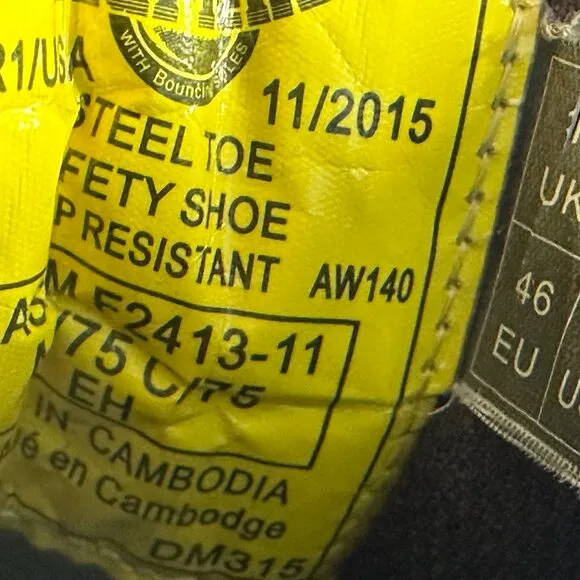 WITH Bounc SOLES
R1/USA
11/2015
STEEL TOE
FETY SHOE
P RESISTANT AW140
M F2413-11
/75 C/75
EH
IN CAMBODIA
en Cambodge
DM315
UK
46
EU